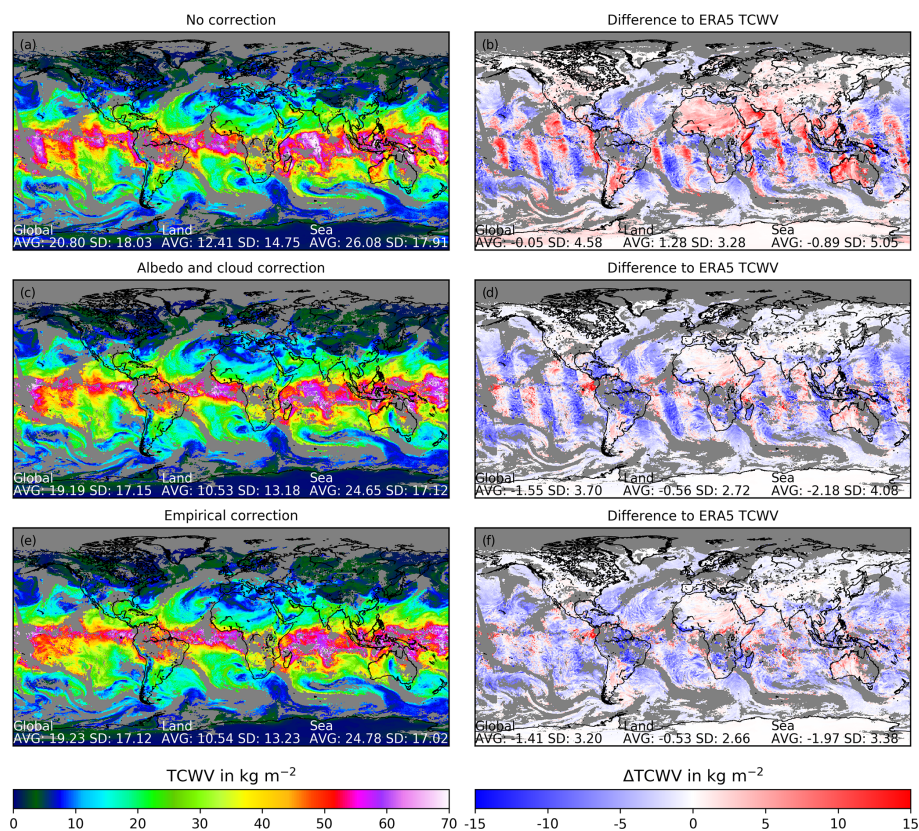 No correction
Difference to ERA5 TCWV
(a)
(b)
Global Land Sea
AVG: 20.80 SD: 18.03 AVG: 12.41 SD: 14.75 AVG: 26.08 SD: 17.91
Global Land Sea
AVG: -0.05 SD: 4.58 AVG: 1.28 SD: 3.28 AVG: -0.89 SD: 5.05
Albedo and cloud correction
Difference to ERA5 TCWV
(c)
(d)
Global Land Sea
AVG: 19.19 SD: 17.15 AVG: 10.53 SD: 13.18 AVG: 24.65 SD: 17.12
Global Land Sea
AVG: -1.55 SD: 3.70 AVG: -0.56 SD: 2.72 AVG: -2.18 SD: 4.08
Empirical correction
Difference to ERA5 TCWV
(e)
(f)
Global Land Sea
AVG: 19.23 SD: 17.12 AVG: 10.54 SD: 13.23 AVG: 24.78 SD: 17.02
Global Land Sea
AVG: -1.41 SD: 3.20 AVG: -0.53 SD: 2.66 AVG: -1.97 SD: 3.38
TCWV in kg m⁻²
0 10 20 30 40 50 60 70
ΔTCWV in kg m⁻²
-15 -10 -5 0 5 10 15